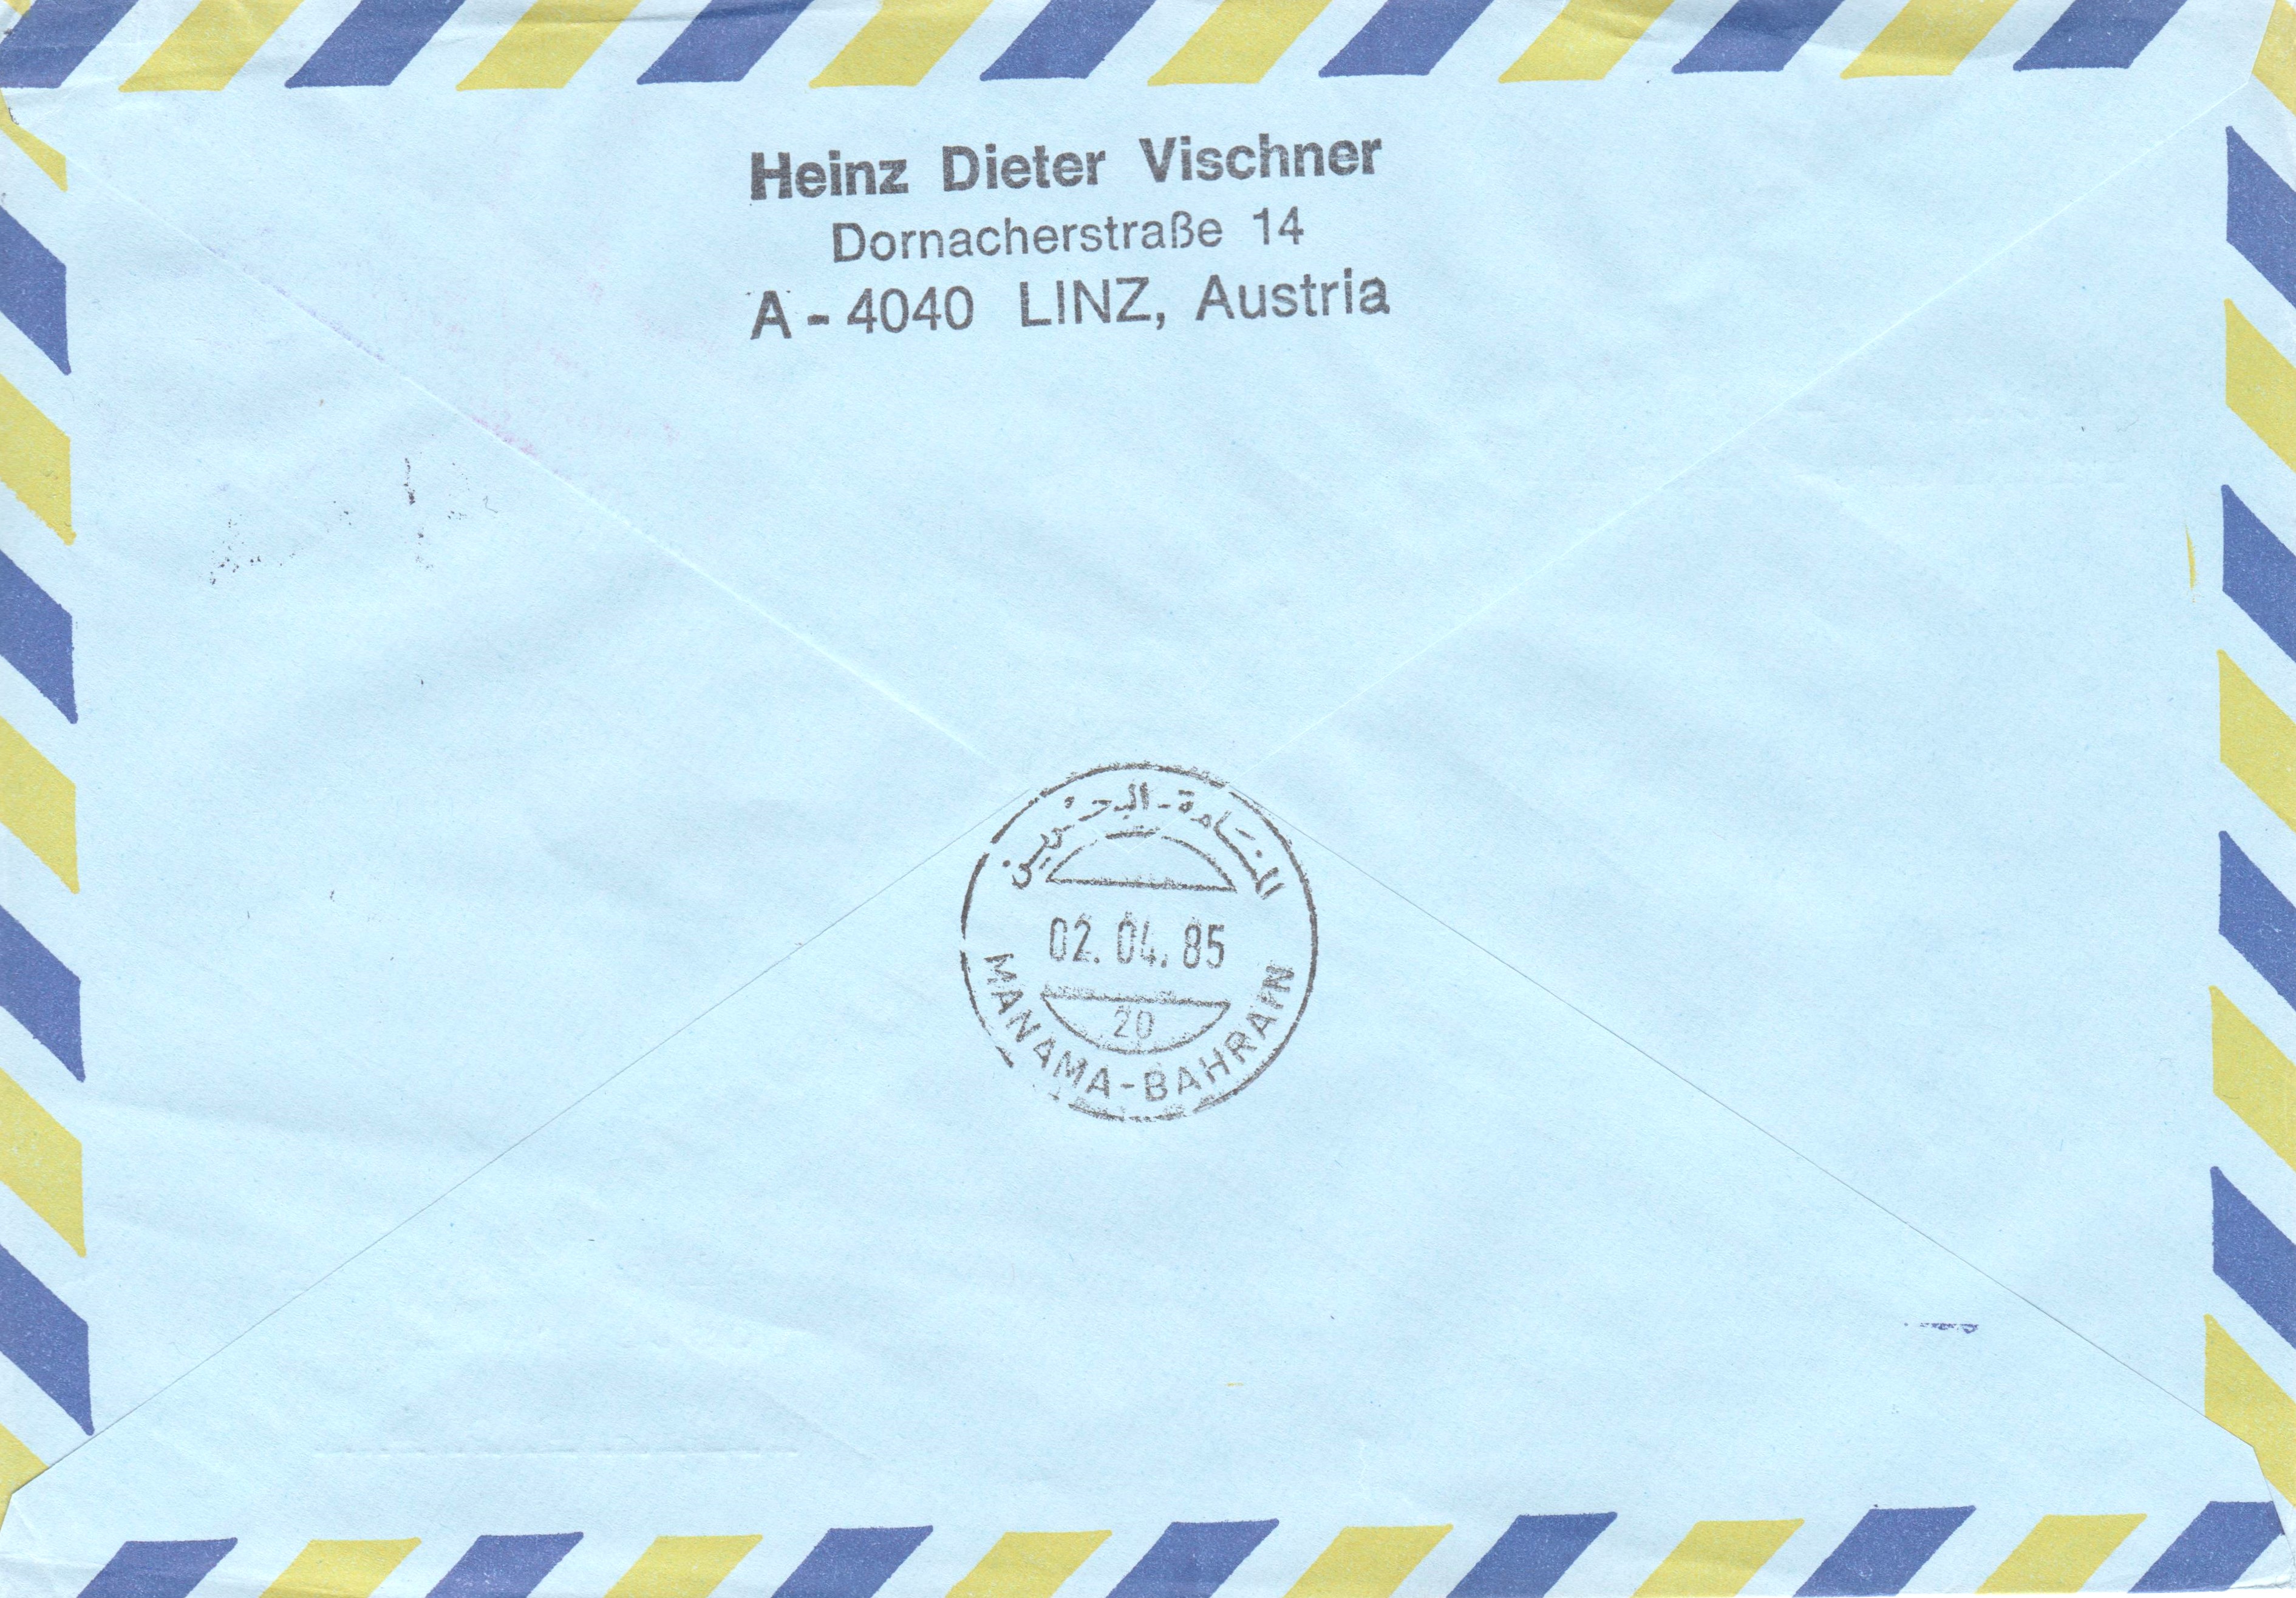 Heinz Dieter Vischner
Dornacherstraße 14
A - 4040 LINZ, Austria
المنامة - البحرين
02. 04. 85
20
MANAMA-BAHRAIN